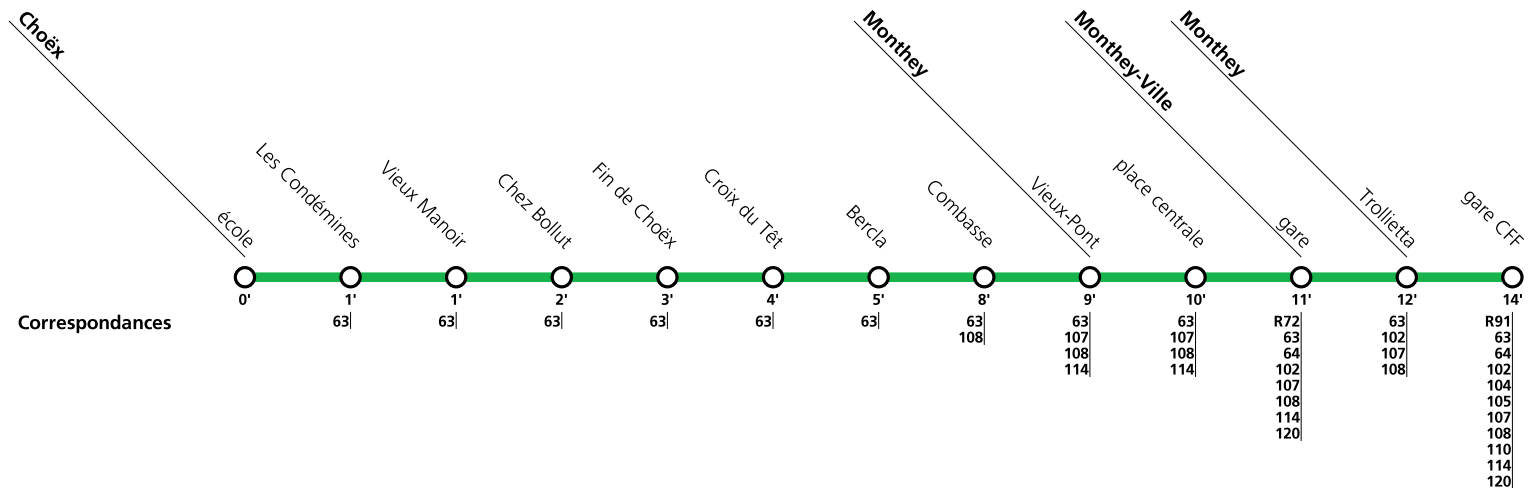 Choëx
Monthey
Monthey-Ville
Monthey
école
Les Condémines
Vieux Manoir
Chez Bollut
Fin de Choëx
Croix du Têt
Bercla
Combasse
Vieux-Pont
place centrale
gare
Trollietta
gare CFF
0' 1' 1' 2' 3' 4' 5' 8' 9' 10' 11' 12' 14'
Correspondances 63 63 63 63 63 63 63 63 63 R72 63 R91
108 107 107 63 102 63
108 108 64 107 64
114 114 102 108 102
107 104
108 105
114 107
120 108
110
114
120